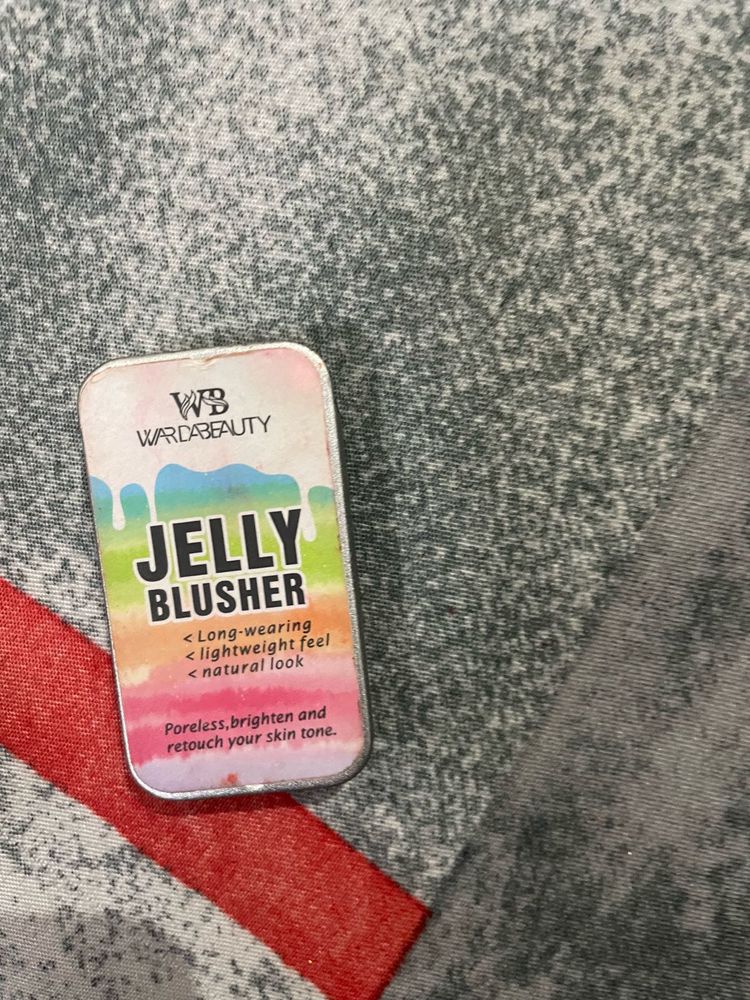 WB
WARDABEAUTY
JELLY
BLUSHER
< Long-wearing
< lightweight feel
< natural look
Poreless,brighten and
retouch your skin tone.